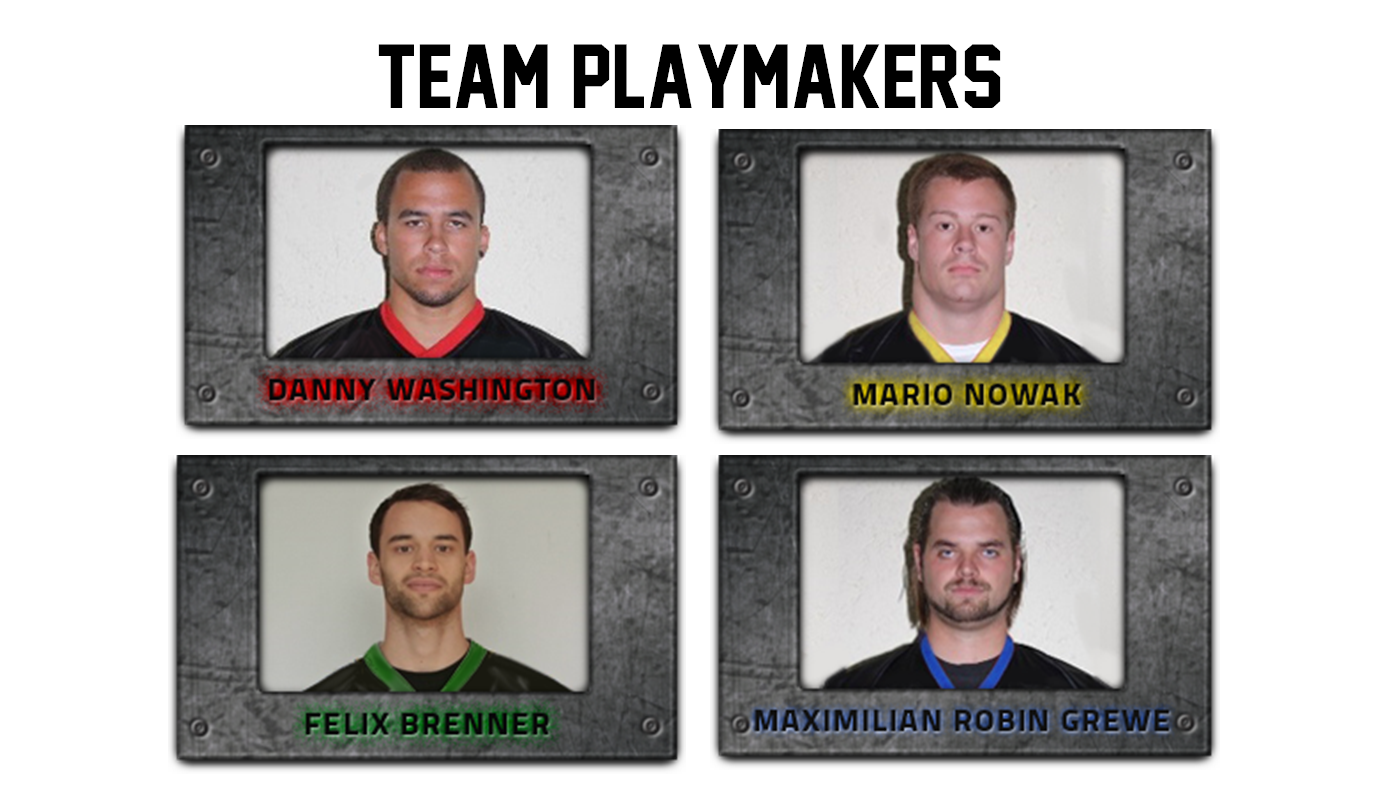 TEAM PLAYMAKERS
DANNY WASHINGTON
MARIO NOWAK
FELIX BRENNER
MAXIMILIAN ROBIN GREWE